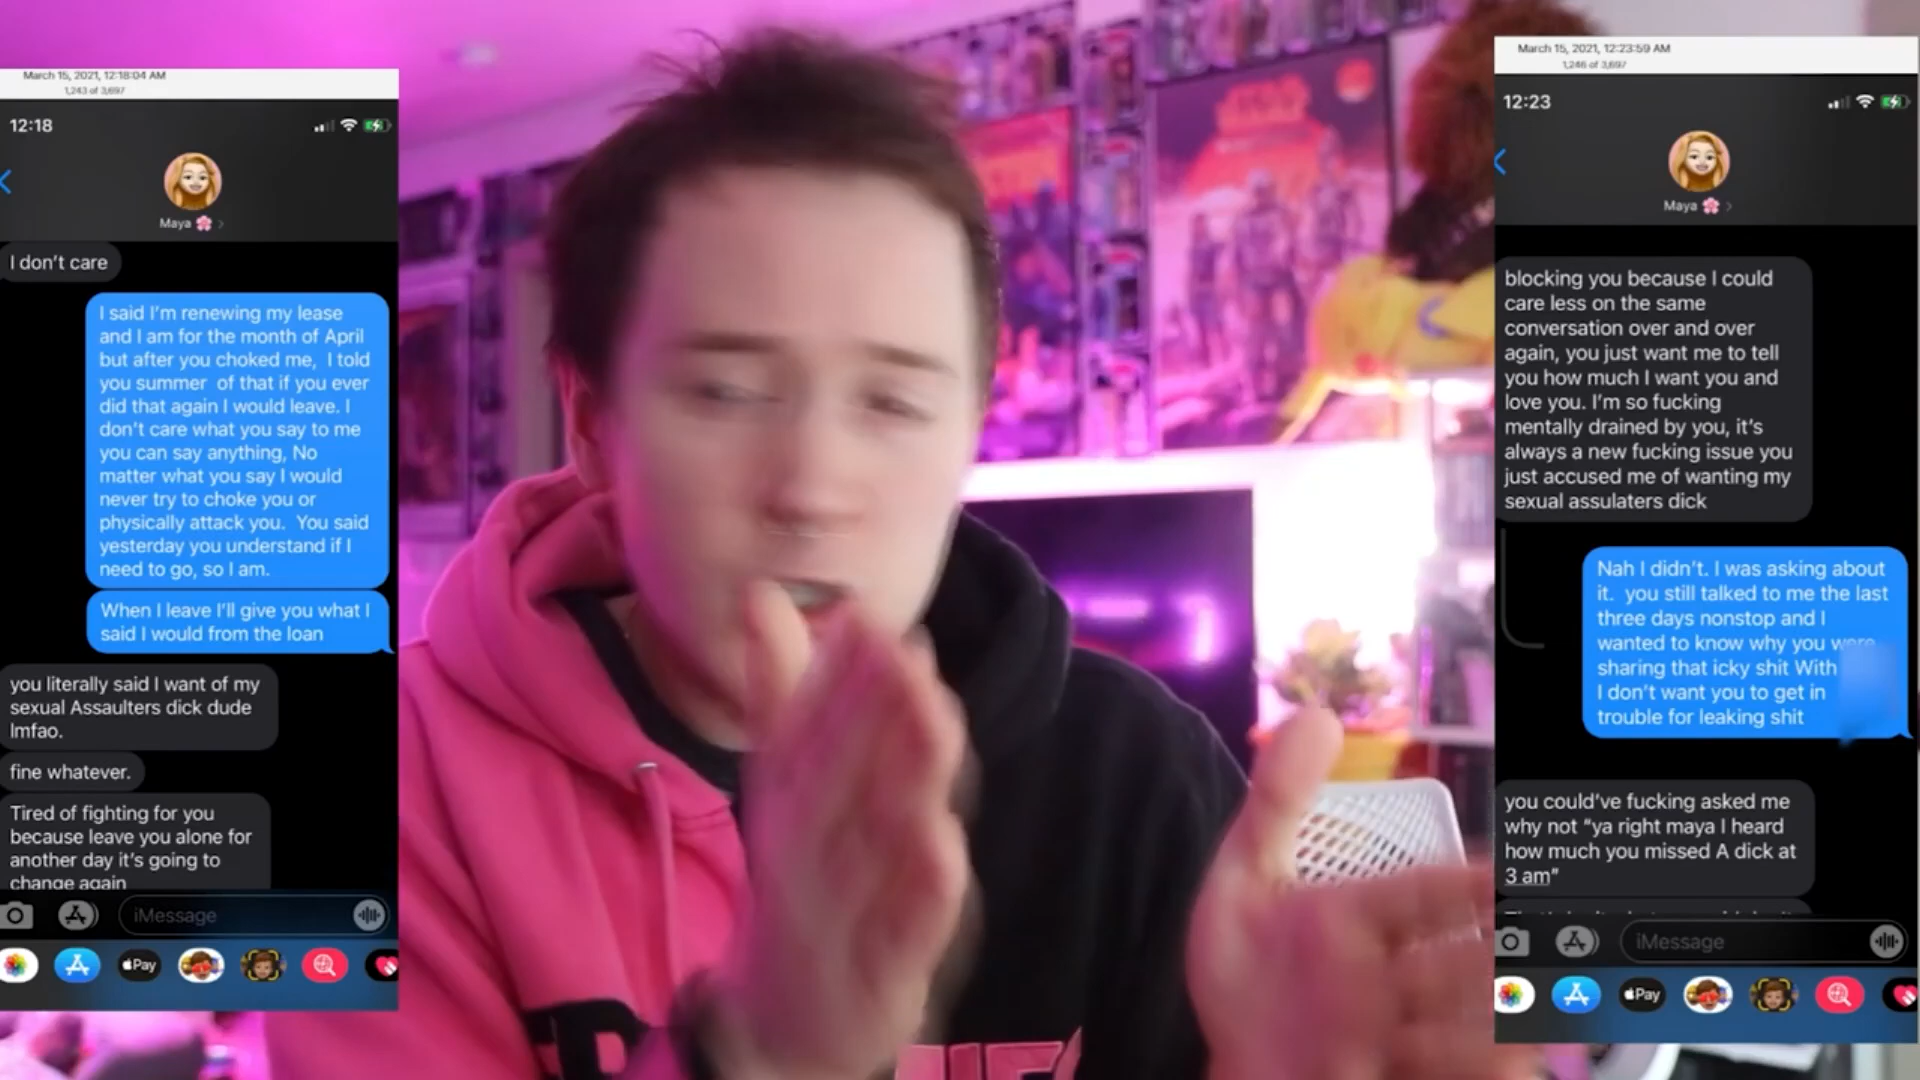 March 15, 2021, 12:18:04 AM
1,243 of 3,697
12:18
Maya
I don't care
I said I'm renewing my lease
and I am for the month of April
but after you choked me, I told
you summer of that if you ever
did that again I would leave. I
don't care what you say to me
you can say anything, No
matter what you say I would
never try to choke you or
physically attack you. You said
yesterday you understand if I
need to go, so I am.
When I leave I'll give you what I
said I would from the loan
you literally said I want of my
sexual Assaulters dick dude
lmfao.
fine whatever.
Tired of fighting for you
because leave you alone for
another day it's going to
change again
iMessage
Pay
March 15, 2021, 12:23:59 AM
1,246 of 3,697
12:23
Maya
blocking you because I could
care less on the same
conversation over and over
again, you just want me to tell
you how much I want you and
love you. I'm so fucking
mentally drained by you, it's
always a new fucking issue you
just accused me of wanting my
sexual assulaters dick
Nah I didn't. I was asking about
it. you still talked to me the last
three days nonstop and I
wanted to know why you were
sharing that icky shit With
I don't want you to get in
trouble for leaking shit
you could've fucking asked me
why not "ya right maya I heard
how much you missed A dick at
3 am"
iMessage
Pay